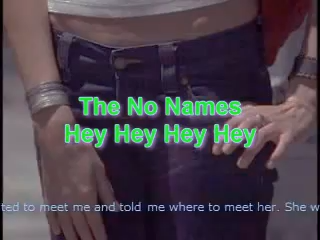 The No Names
Hey Hey Hey Hey
ted to meet me and told me where to meet her. She w